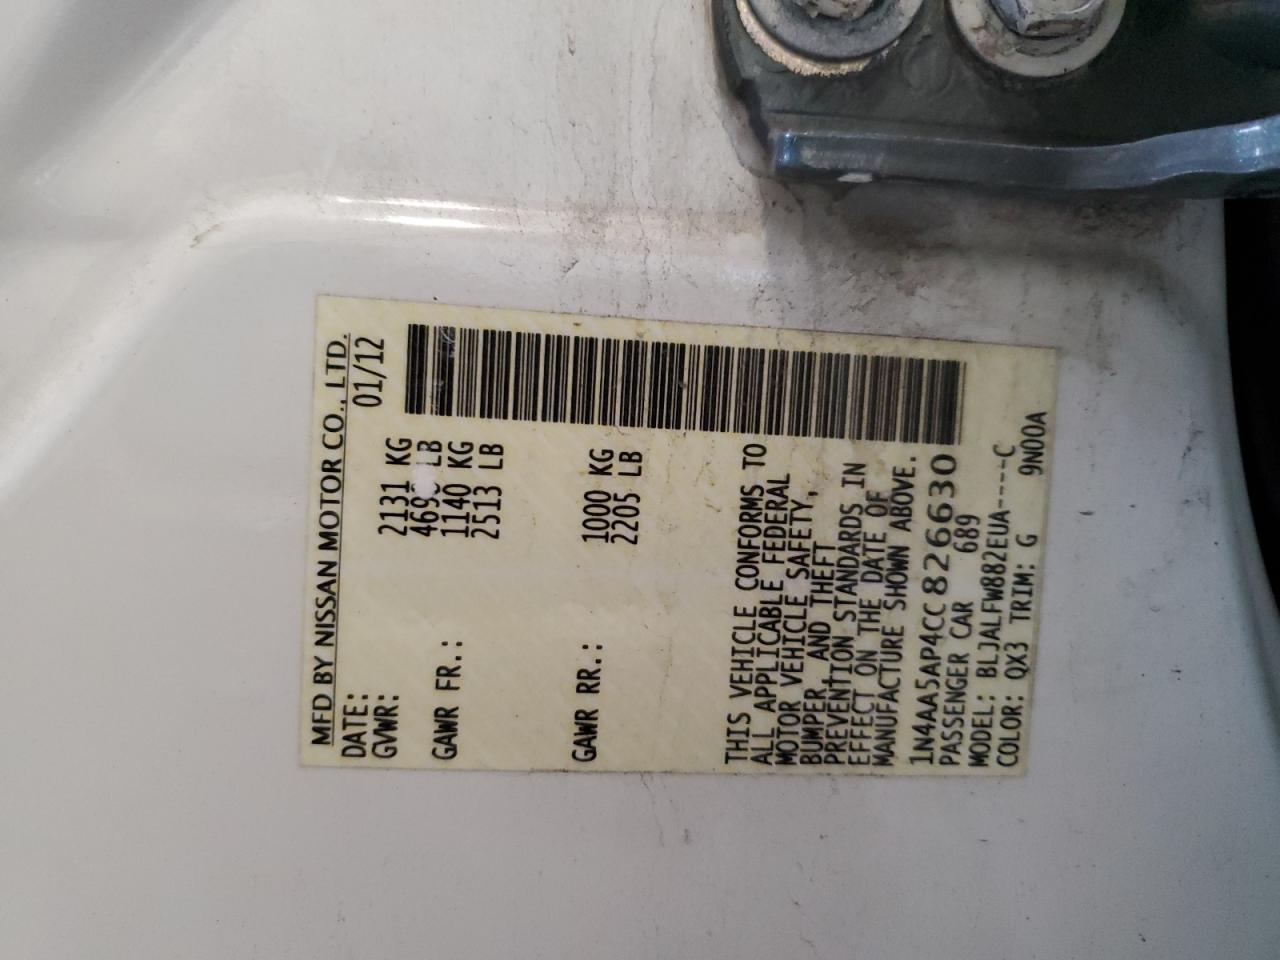 MFD BY NISSAN MOTOR CO., LTD.
DATE: 01/12
GVWR: 2131 KG
LB
GAWR FR.: 1140 KG
2513 LB
GAWR RR.: 1000 KG
2205 LB
THIS VEHICLE CONFORMS TO
ALL APPLICABLE FEDERAL
MOTOR VEHICLE SAFETY,
BUMPER, AND THEFT
PREVENTION STANDARDS IN
EFFECT ON THE DATE OF
MANUFACTURE SHOWN ABOVE.
1N4AA5AP4CC826630
PASSENGER CAR 689
MODEL: BLJALFW882EUA----C
COLOR: QX3 TRIM: G 9N00A